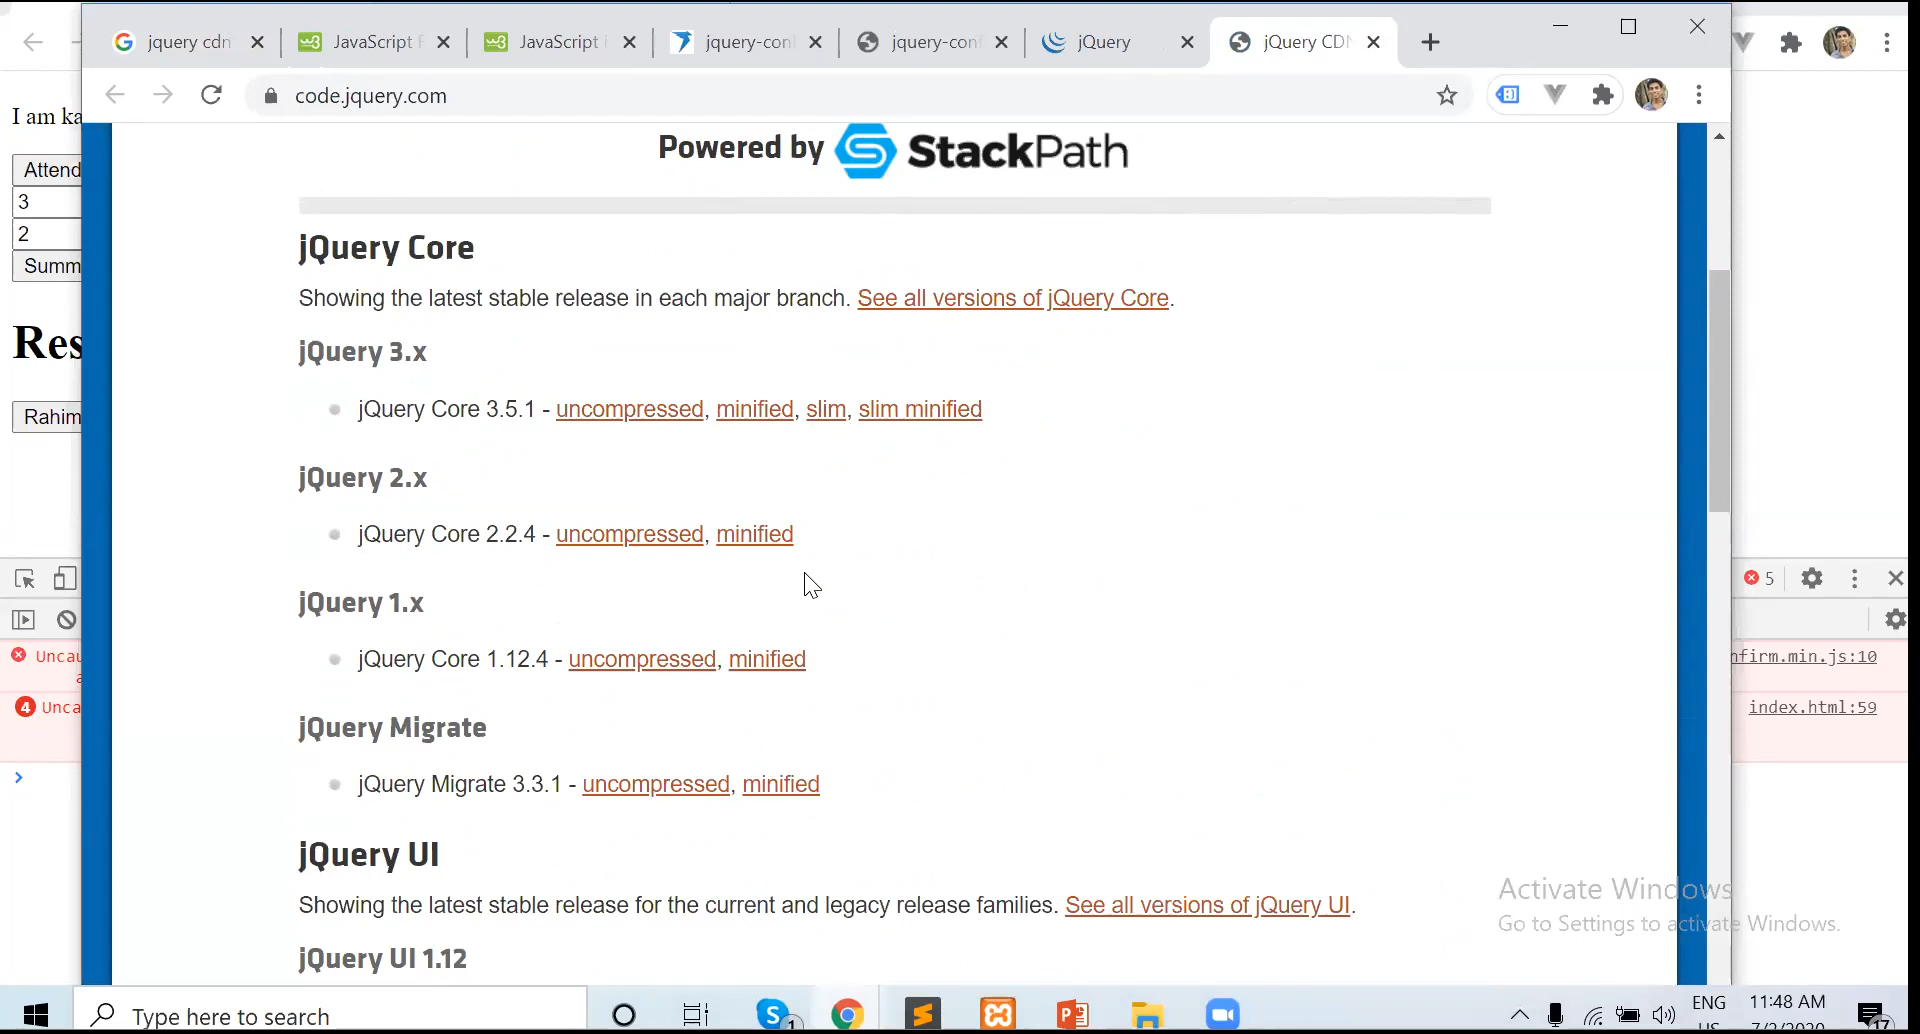 jquery cdn
JavaScript
JavaScript
jquery-con
jquery-conf
jQuery
jQuery CDN
code.jquery.com
I am ka
Attend
3
2
Summ
Res
Rahim
Powered by StackPath
jQuery Core
Showing the latest stable release in each major branch. See all versions of jQuery Core.
jQuery 3.x
jQuery Core 3.5.1 - uncompressed, minified, slim, slim minified
jQuery 2.x
jQuery Core 2.2.4 - uncompressed, minified
jQuery 1.x
jQuery Core 1.12.4 - uncompressed, minified
jQuery Migrate
jQuery Migrate 3.3.1 - uncompressed, minified
jQuery UI
Showing the latest stable release for the current and legacy release families. See all versions of jQuery UI.
jQuery UI 1.12
5
Uncau
nfirm.min.js:10
a
4 Unca
index.html:59
Activate Windows
Go to Settings to activate Windows.
Type here to search
1
ENG
11:48 AM
17